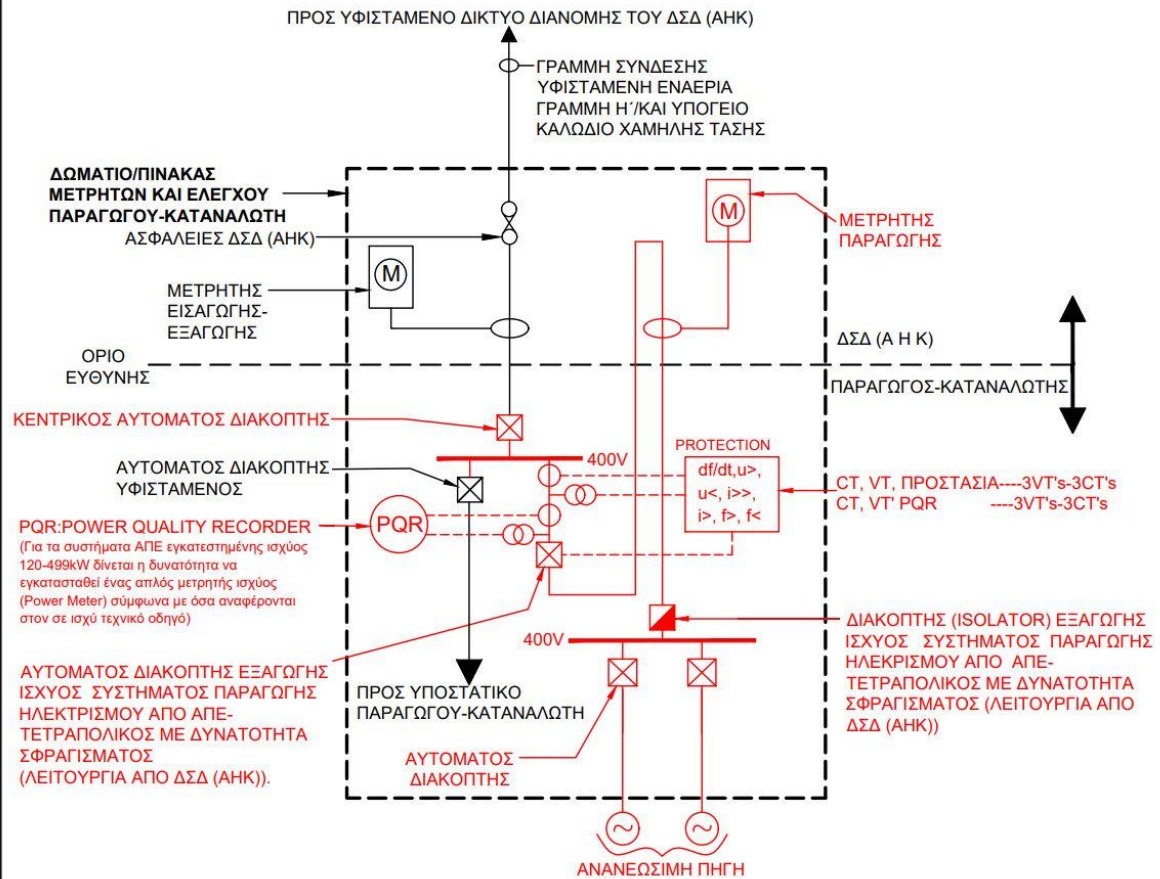 ΠΡΟΣ ΥΦΙΣΤΑΜΕΝΟ ΔΙΚΤΥΟ ΔΙΑΝΟΜΗΣ ΤΟΥ ΔΣΔ (ΑΗΚ)
ΓΡΑΜΜΗ ΣΥΝΔΕΣΗΣ
ΥΦΙΣΤΑΜΕΝΗ ΕΝΑΕΡΙΑ
ΓΡΑΜΜΗ Η΄/ΚΑΙ ΥΠΟΓΕΙΟ
ΚΑΛΩΔΙΟ ΧΑΜΗΛΗΣ ΤΑΣΗΣ
ΔΩΜΑΤΙΟ/ΠΙΝΑΚΑΣ
ΜΕΤΡΗΤΩΝ ΚΑΙ ΕΛΕΓΧΟΥ
ΠΑΡΑΓΩΓΟΥ-ΚΑΤΑΝΑΛΩΤΗ
ΑΣΦΑΛΕΙΕΣ ΔΣΔ (ΑΗΚ)
M
ΜΕΤΡΗΤΗΣ
ΕΙΣΑΓΩΓΗΣ-
ΕΞΑΓΩΓΗΣ
M
ΜΕΤΡΗΤΗΣ
ΠΑΡΑΓΩΓΗΣ
ΟΡΙΟ
ΕΥΘΥΝΗΣ
ΔΣΔ (Α Η Κ)
ΠΑΡΑΓΩΓΟΣ-ΚΑΤΑΝΑΛΩΤΗΣ
ΚΕΝΤΡΙΚΟΣ ΑΥΤΟΜΑΤΟΣ ΔΙΑΚΟΠΤΗΣ
400V
ΑΥΤΟΜΑΤΟΣ ΔΙΑΚΟΠΤΗΣ
ΥΦΙΣΤΑΜΕΝΟΣ
PROTECTION
df/dt,u>,
u<, i>>,
i>, f>, f<
CT, VT, ΠΡΟΣΤΑΣΙΑ----3VT's-3CT's
CT, VT' PQR ----3VT's-3CT's
PQR
PQR:POWER QUALITY RECORDER
(Για τα συστήματα ΑΠΕ εγκατεστημένης ισχύος
120-499kW δίνεται η δυνατότητα να
εγκατασταθεί ένας απλός μετρητής ισχύος
(Power Meter) σύμφωνα με όσα αναφέρονται
στον σε ισχύ τεχνικό οδηγό)
ΑΥΤΟΜΑΤΟΣ ΔΙΑΚΟΠΤΗΣ ΕΞΑΓΩΓΗΣ
ΙΣΧΥΟΣ ΣΥΣΤΗΜΑΤΟΣ ΠΑΡΑΓΩΓΗΣ
ΗΛΕΚΤΡΙΣΜΟΥ ΑΠΟ ΑΠΕ-
ΤΕΤΡΑΠΟΛΙΚΟΣ ΜΕ ΔΥΝΑΤΟΤΗΤΑ
ΣΦΡΑΓΙΣΜΑΤΟΣ
(ΛΕΙΤΟΥΡΓΙΑ ΑΠΟ ΔΣΔ (ΑΗΚ)).
ΠΡΟΣ ΥΠΟΣΤΑΤΙΚΟ
ΠΑΡΑΓΩΓΟΥ-ΚΑΤΑΝΑΛΩΤΗ
400V
ΔΙΑΚΟΠΤΗΣ (ISOLATOR) ΕΞΑΓΩΓΗΣ
ΙΣΧΥΟΣ ΣΥΣΤΗΜΑΤΟΣ ΠΑΡΑΓΩΓΗΣ
ΗΛΕΚΡΙΣΜΟΥ ΑΠΟ ΑΠΕ-
ΤΕΤΡΑΠΟΛΙΚΟΣ ΜΕ ΔΥΝΑΤΟΤΗΤΑ
ΣΦΡΑΓΙΣΜΑΤΟΣ (ΛΕΙΤΟΥΡΓΙΑ ΑΠΟ
ΔΣΔ (ΑΗΚ))
ΑΥΤΟΜΑΤΟΣ
ΔΙΑΚΟΠΤΗΣ
ΑΝΑΝΕΩΣΙΜΗ ΠΗΓΗ